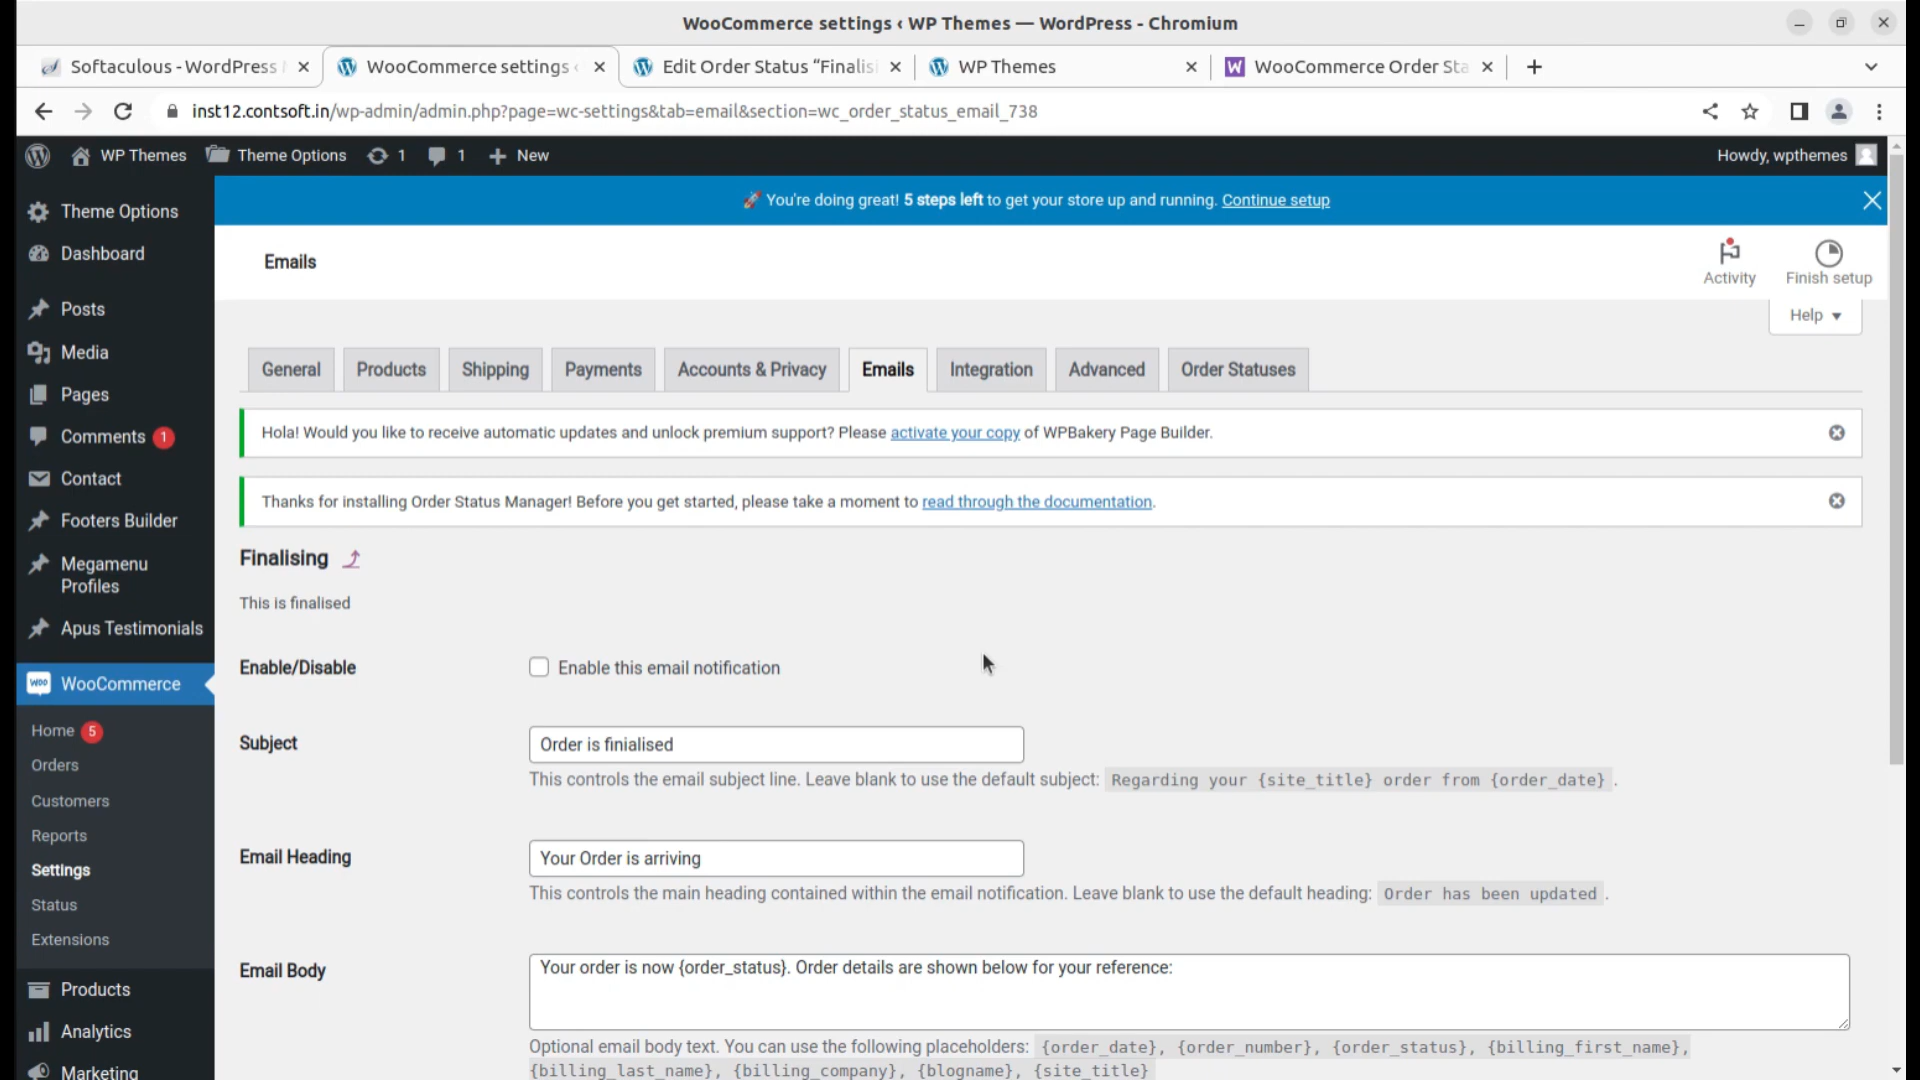 WooCommerce settings ‹ WP Themes — WordPress - Chromium
Softaculous - WordPress
WooCommerce settings ‹
Edit Order Status “Finalisi
WP Themes
WooCommerce Order Sta
inst12.contsoft.in/wp-admin/admin.php?page=wc-settings&tab=email&section=wc_order_status_email_738
WP Themes
Theme Options
1
1
New
Howdy, wpthemes
🚀 You're doing great! 5 steps left to get your store up and running. Continue setup
Theme Options
Dashboard
Posts
Media
Pages
Comments 1
Contact
Footers Builder
Megamenu
Profiles
Apus Testimonials
WooCommerce
Home 5
Orders
Customers
Reports
Settings
Status
Extensions
Products
Analytics
Marketing
Emails
Activity
Finish setup
Help ▼
General
Products
Shipping
Payments
Accounts & Privacy
Emails
Integration
Advanced
Order Statuses
Hola! Would you like to receive automatic updates and unlock premium support? Please activate your copy of WPBakery Page Builder.
Thanks for installing Order Status Manager! Before you get started, please take a moment to read through the documentation.
Finalising ⤴
This is finalised
Enable/Disable
Enable this email notification
Subject
Order is finialised
This controls the email subject line. Leave blank to use the default subject: Regarding your {site_title} order from {order_date} .
Email Heading
Your Order is arriving
This controls the main heading contained within the email notification. Leave blank to use the default heading: Order has been updated .
Email Body
Your order is now {order_status}. Order details are shown below for your reference:
Optional email body text. You can use the following placeholders: {order_date}, {order_number}, {order_status}, {billing_first_name},
{billing_last_name}, {billing_company}, {blogname}, {site_title}